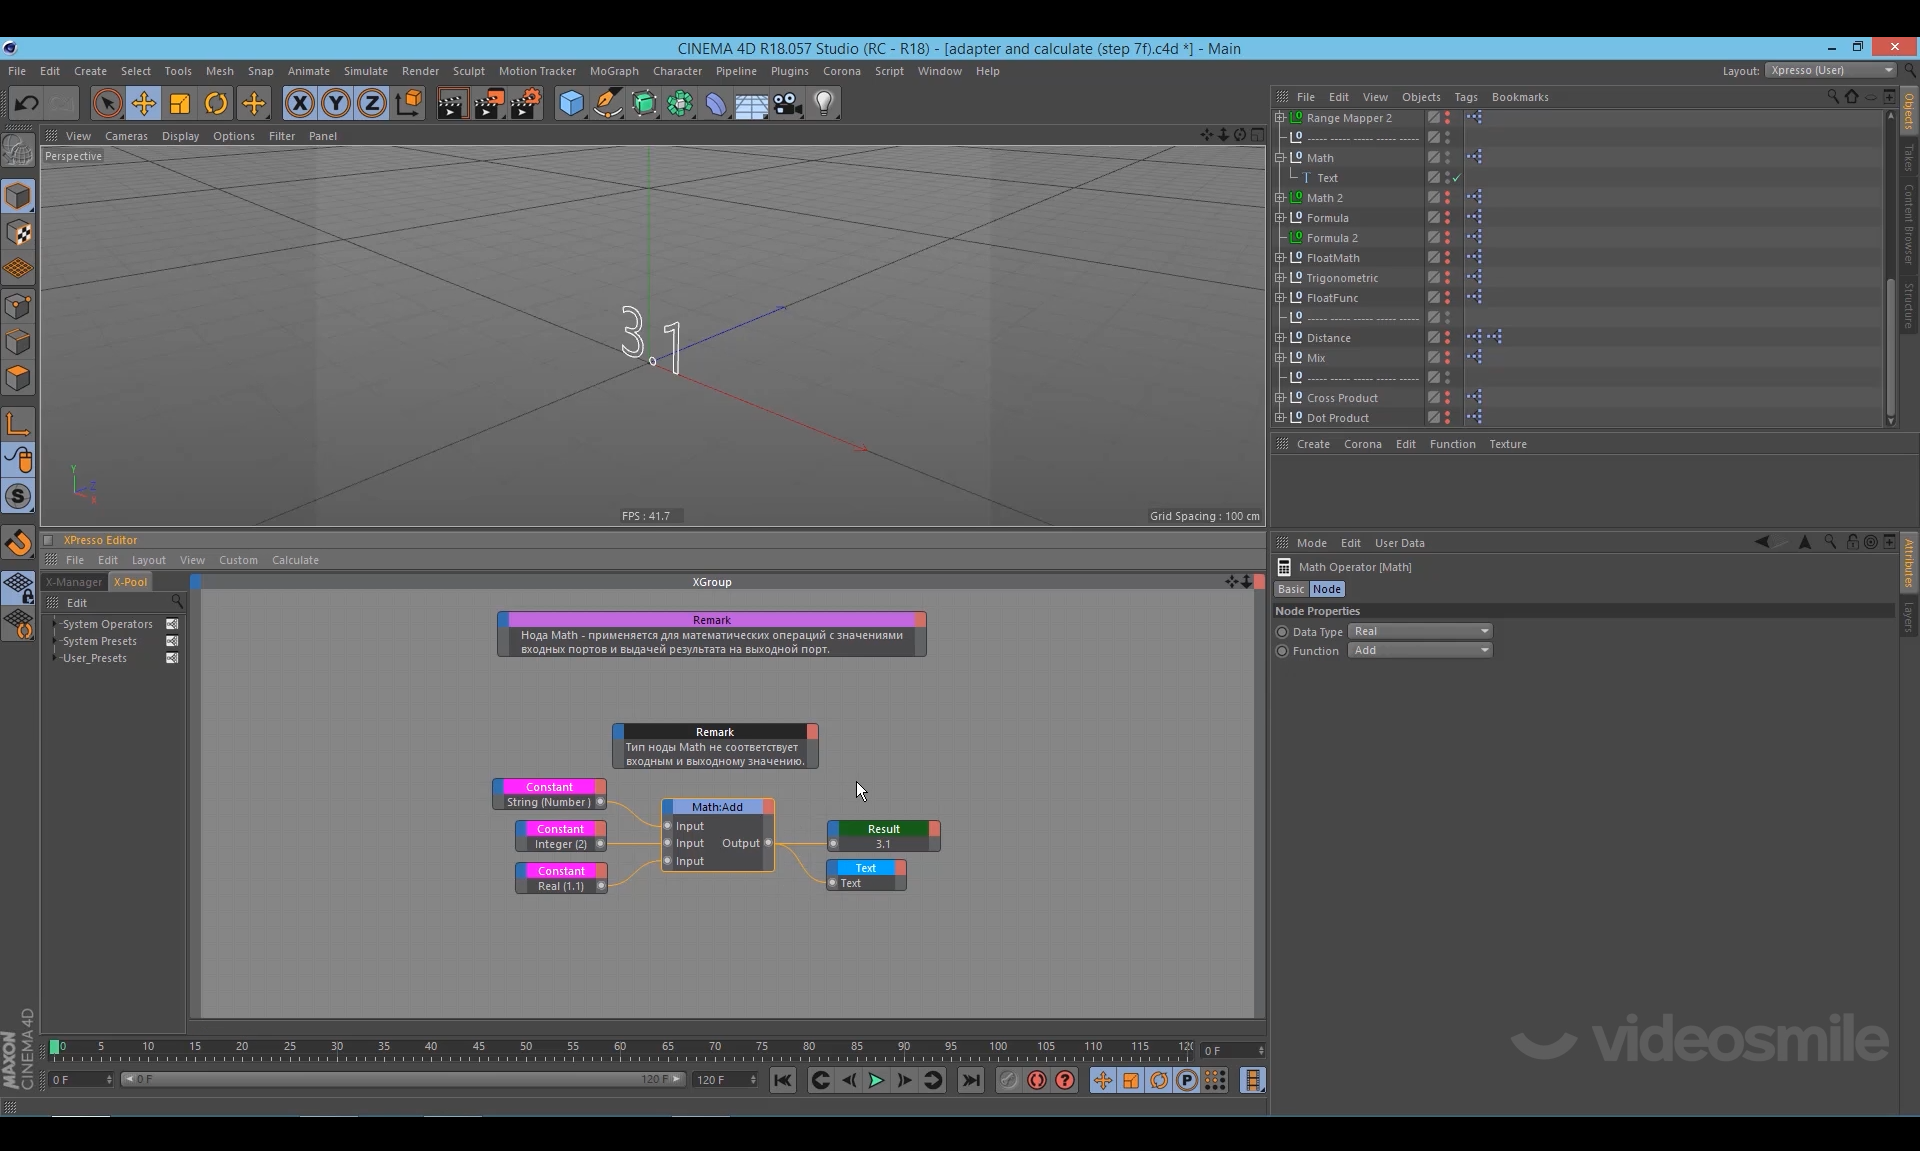 CINEMA 4D R18.057 Studio (RC - R18) - [adapter and calculate (step 7f).c4d *] - Main
File Edit Create Select Tools Mesh Snap Animate Simulate Render Sculpt Motion Tracker MoGraph Character Pipeline Plugins Corona Script Window Help
Layout: Xpresso (User)
View Cameras Display Options Filter Panel
Perspective
3.1
Y
Z
X
FPS : 41.7
Grid Spacing : 100 cm
File Edit View Objects Tags Bookmarks
Range Mapper 2
----- ----- ----- ----- -----
Math
Text
Math 2
Formula
Formula 2
FloatMath
Trigonometric
FloatFunc
----- ----- ----- ----- -----
Distance
Mix
----- ----- ----- ----- -----
Cross Product
Dot Product
Objects
Takes
Content Browser
Structure
Create Corona Edit Function Texture
XPresso Editor
File Edit Layout View Custom Calculate
X-Manager X-Pool
Edit
System Operators
System Presets
User_Presets
XGroup
Remark
Нода Math - применяется для математических операций с значениями
входных портов и выдачей результата на выходной порт.
Remark
Тип ноды Math не соответствует
входным и выходному значению.
Constant
String (Number )
Constant
Integer (2)
Constant
Real (1.1)
Math:Add
Input
Input Output
Input
Result
3.1
Text
Text
Mode Edit User Data
Math Operator [Math]
Basic Node
Node Properties
Data Type Real
Function Add
Attributes
Layers
0 5 10 15 20 25 30 35 40 45 50 55 60 65 70 75 80 85 90 95 100 105 110 115 120
0 F
0 F
0 F
120 F
120 F
MAXON
CINEMA 4D
videosmile